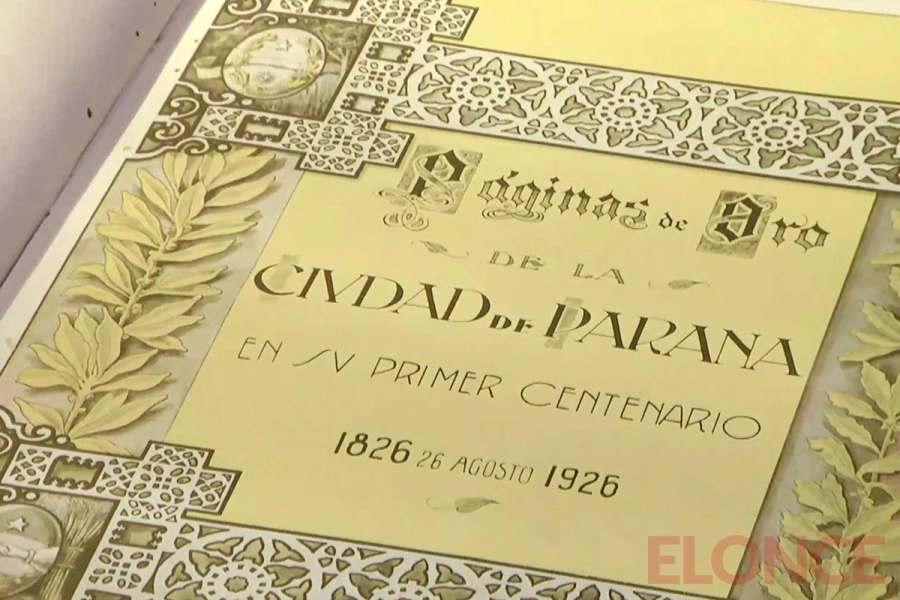 Páginas de Oro
DE LA
CIVDAD DE PARANA
EN SV PRIMER CENTENARIO
1826 26 AGOSTO 1926
ELONCE